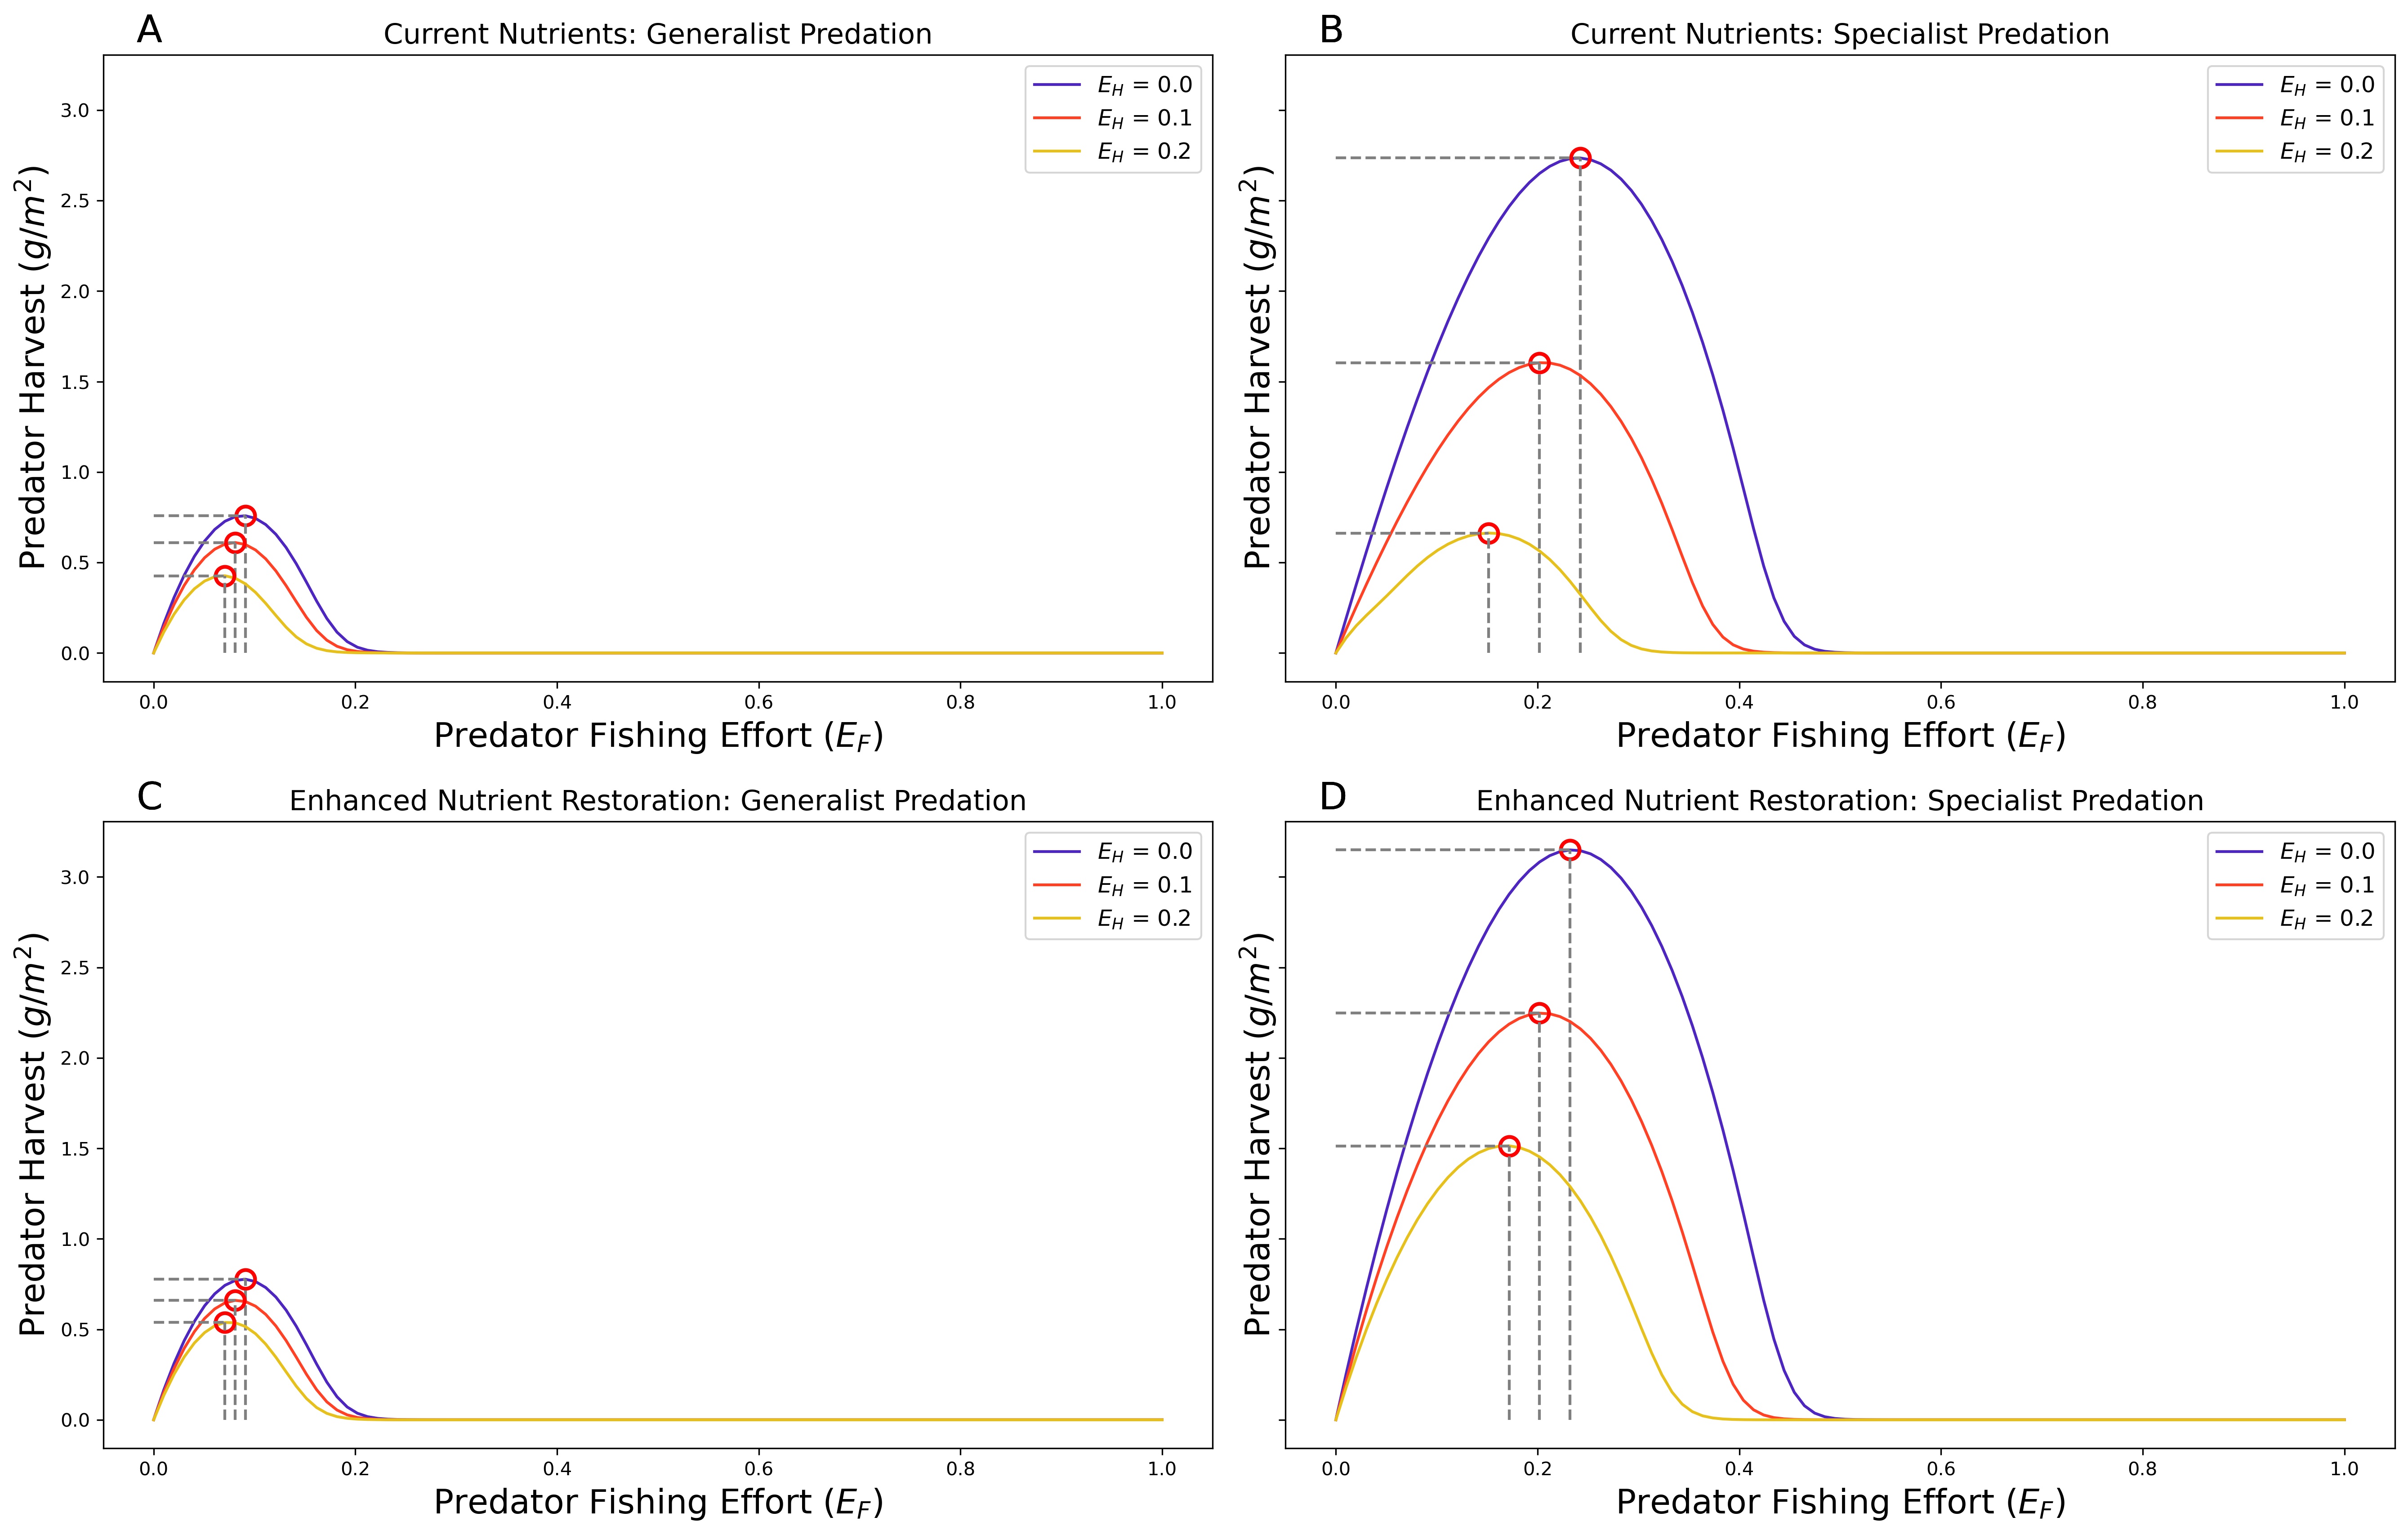 A
Current Nutrients: Generalist Predation
E_H = 0.0
E_H = 0.1
E_H = 0.2
Predator Harvest (g/m²)
3.0
2.5
2.0
1.5
1.0
0.5
0.0
0.0 0.2 0.4 0.6 0.8 1.0
Predator Fishing Effort (E_F)
B
Current Nutrients: Specialist Predation
E_H = 0.0
E_H = 0.1
E_H = 0.2
Predator Harvest (g/m²)
0.0 0.2 0.4 0.6 0.8 1.0
Predator Fishing Effort (E_F)
C
Enhanced Nutrient Restoration: Generalist Predation
E_H = 0.0
E_H = 0.1
E_H = 0.2
Predator Harvest (g/m²)
3.0
2.5
2.0
1.5
1.0
0.5
0.0
0.0 0.2 0.4 0.6 0.8 1.0
Predator Fishing Effort (E_F)
D
Enhanced Nutrient Restoration: Specialist Predation
E_H = 0.0
E_H = 0.1
E_H = 0.2
Predator Harvest (g/m²)
0.0 0.2 0.4 0.6 0.8 1.0
Predator Fishing Effort (E_F)